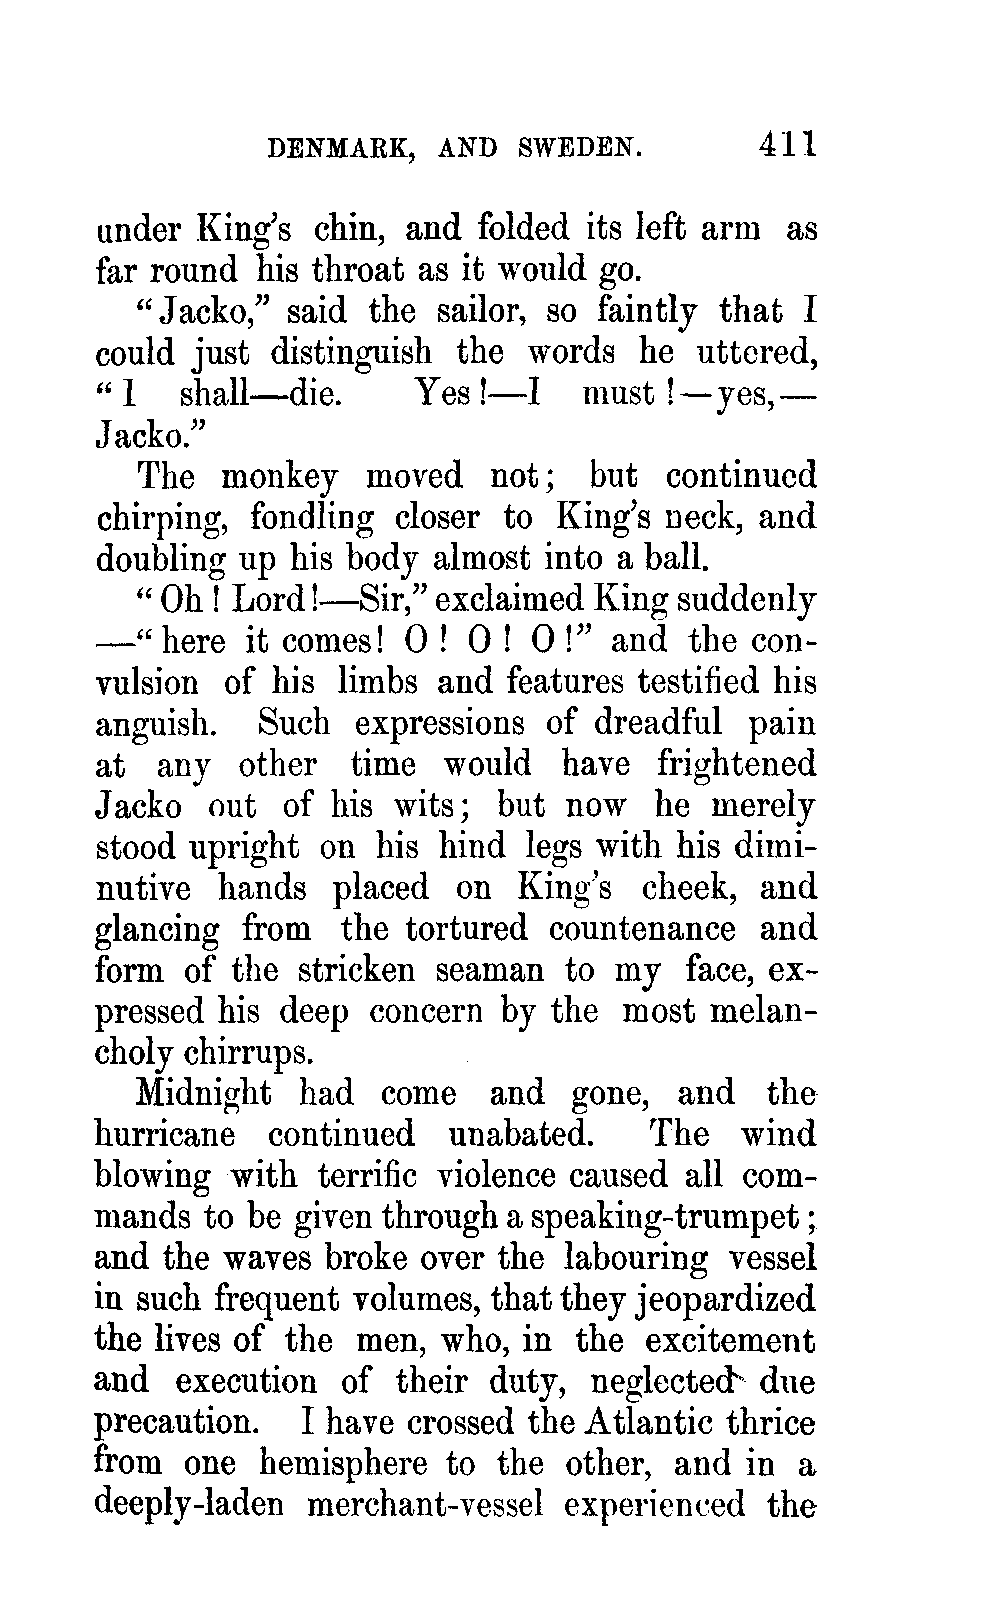 DENMARK, AND SWEDEN. 411
under King's chin, and folded its left arm as
far round his throat as it would go.
"Jacko," said the sailor, so faintly that I
could just distinguish the words he uttered,
"I shall—die. Yes!—I must!—yes,—
Jacko."
The monkey moved not; but continued
chirping, fondling closer to King's neck, and
doubling up his body almost into a ball.
"Oh! Lord!—Sir," exclaimed King suddenly
—"here it comes! O! O! O!" and the con-
vulsion of his limbs and features testified his
anguish. Such expressions of dreadful pain
at any other time would have frightened
Jacko out of his wits; but now he merely
stood upright on his hind legs with his dimi-
nutive hands placed on King's cheek, and
glancing from the tortured countenance and
form of the stricken seaman to my face, ex-
pressed his deep concern by the most melan-
choly chirrups.
Midnight had come and gone, and the
hurricane continued unabated. The wind
blowing with terrific violence caused all com-
mands to be given through a speaking-trumpet;
and the waves broke over the labouring vessel
in such frequent volumes, that they jeopardized
the lives of the men, who, in the excitement
and execution of their duty, neglected due
precaution. I have crossed the Atlantic thrice
from one hemisphere to the other, and in a
deeply-laden merchant-vessel experienced the